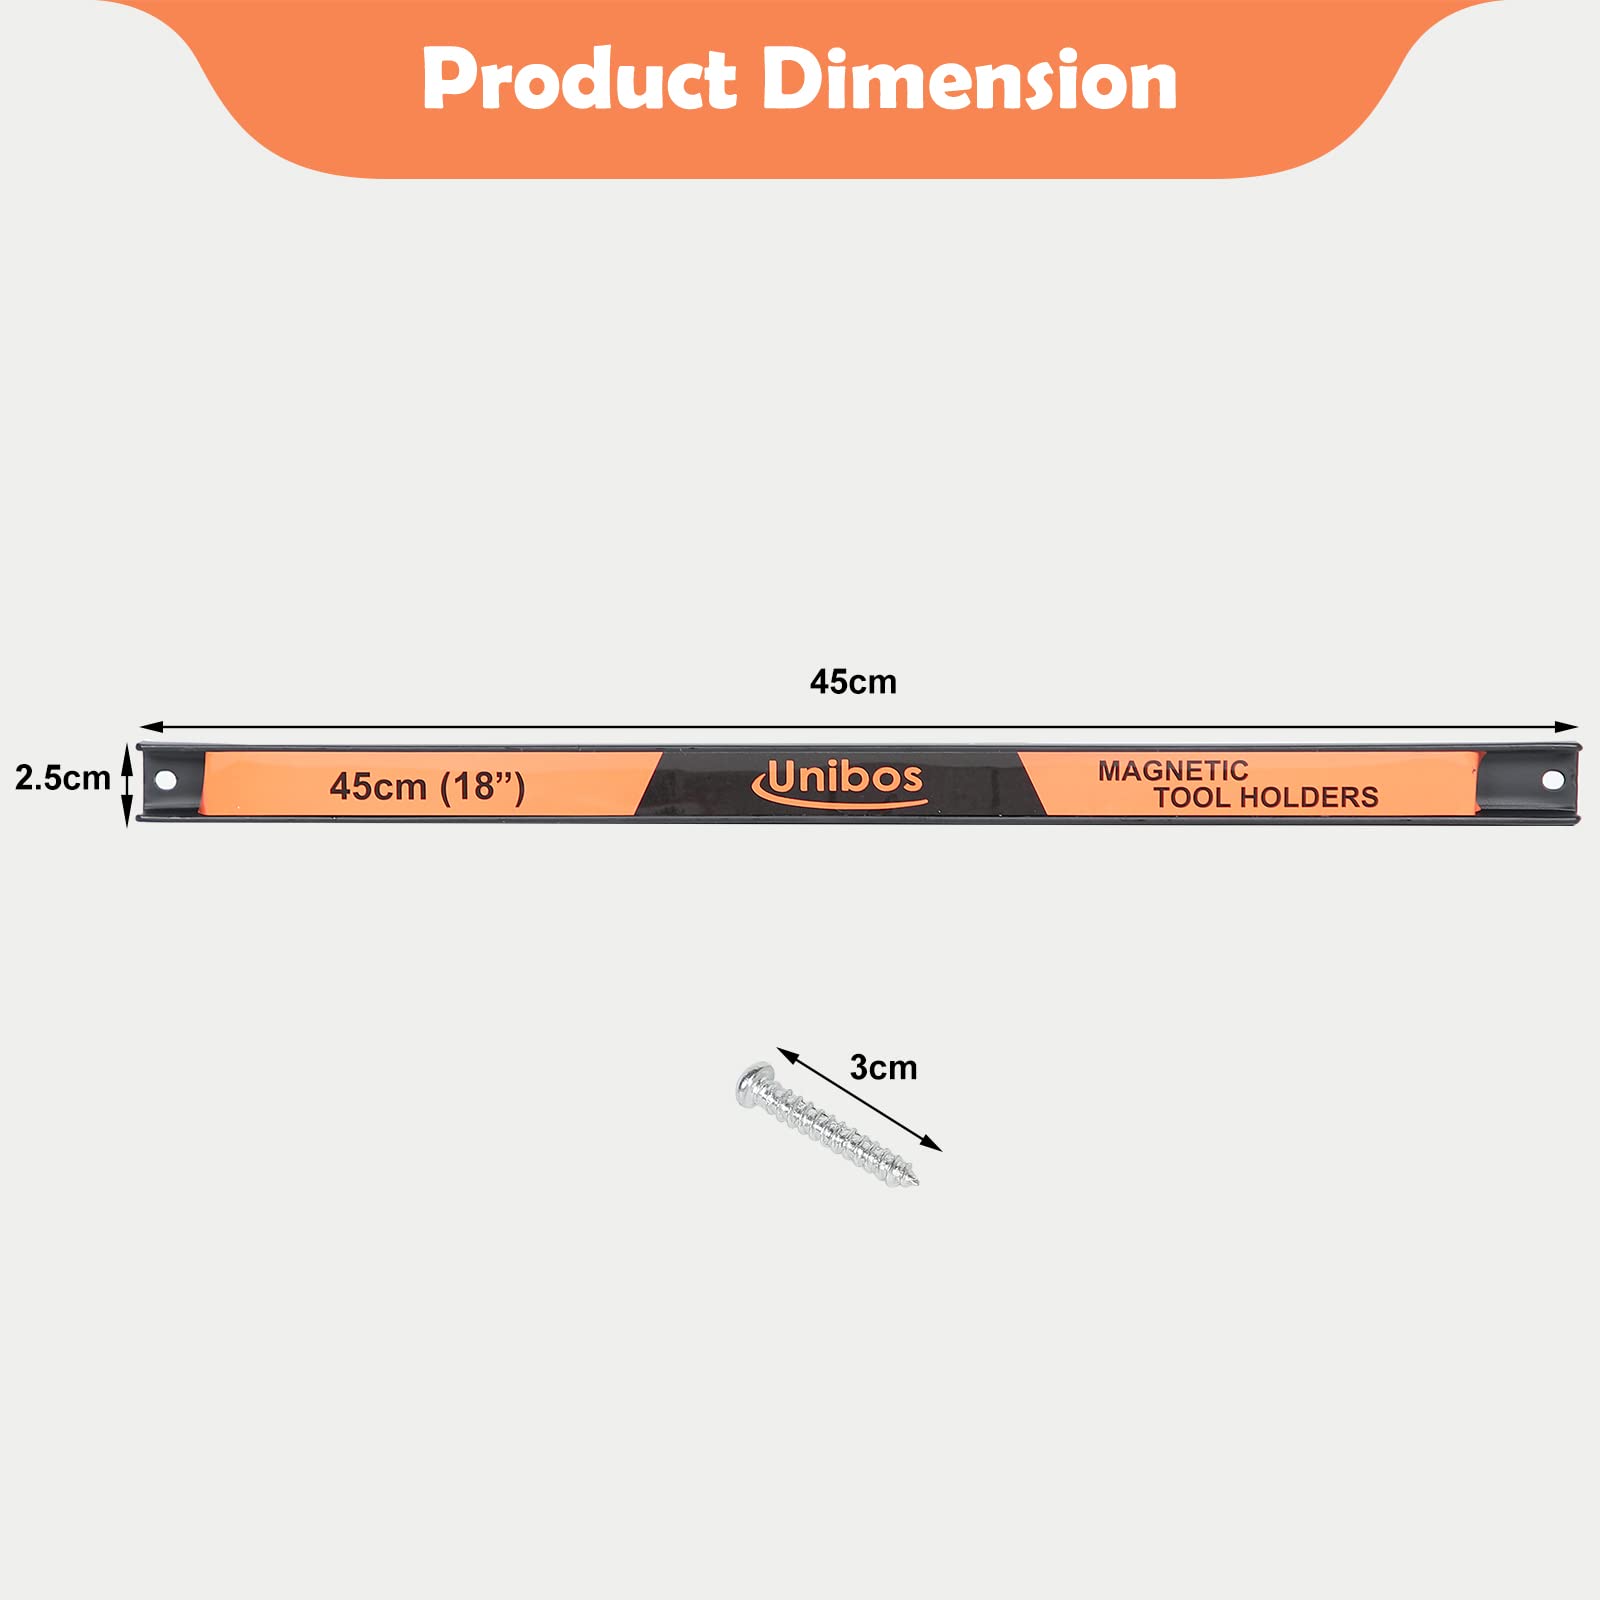 Product Dimension
45cm
2.5cm
45cm (18”)
Unibos
MAGNETIC
TOOL HOLDERS
3cm